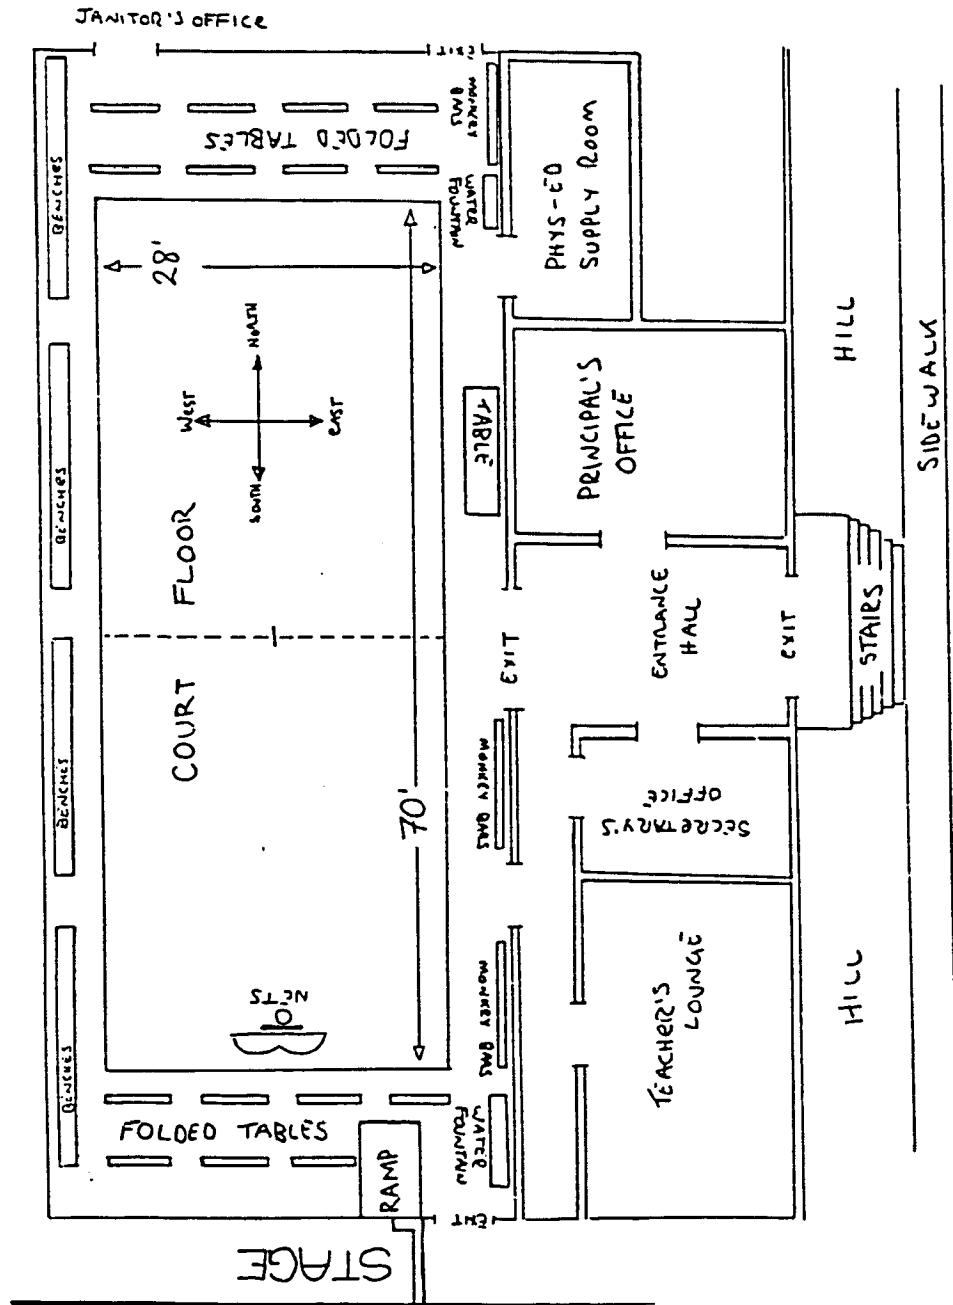 JANITOR'S OFFICE
EXIT
BENCHES
FOLDED TABLES
MONKEY
BARS
WATER
FOUNTAIN
PHYS-ED
SUPPLY ROOM
28'
BENCHES
WEST
NORTH
SOUTH
EAST
TABLE
PRINCIPAL'S
OFFICE
HILL
SIDEWALK
COURT FLOOR
EXIT
ENTRANCE
HALL
EXIT
STAIRS
BENCHES
70'
MONKEY BARS
SECRETARY'S
OFFICE
BENCHES
NETS
MONKEY BARS
TEACHER'S
LOUNGE
HILL
FOLDED TABLES
RAMP
WATER
FOUNTAIN
EXIT
STAGE